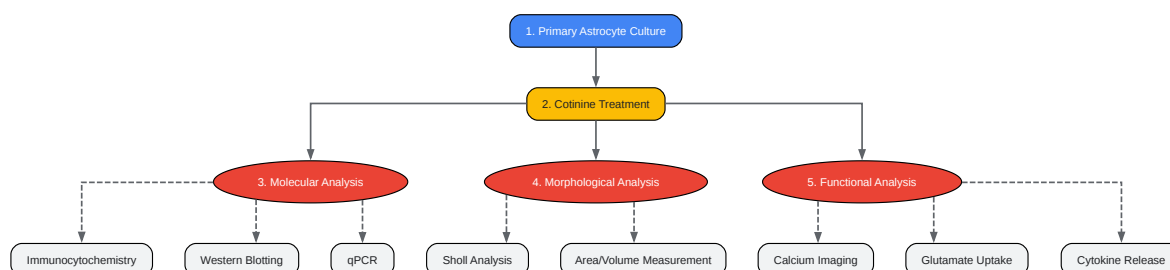 1. Primary Astrocyte Culture
2. Cotinine Treatment
3. Molecular Analysis
4. Morphological Analysis
5. Functional Analysis
Immunocytochemistry
Western Blotting
qPCR
Sholl Analysis
Area/Volume Measurement
Calcium Imaging
Glutamate Uptake
Cytokine Release